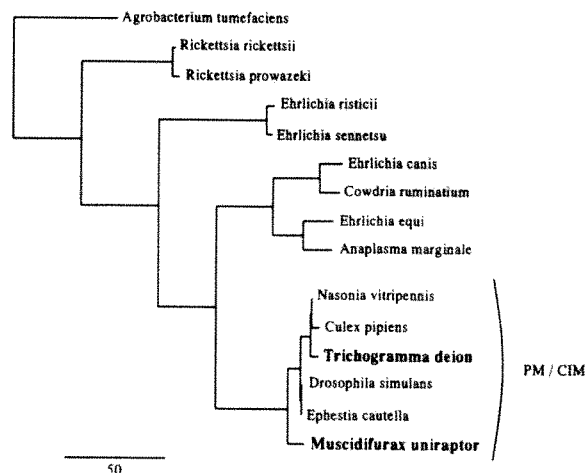 Agrobacterium tumefaciens
Rickettsia rickettsii
Rickettsia prowazeki
Ehrlichia risticii
Ehrlichia sennetsu
Ehrlichia canis
Cowdria ruminatium
Ehrlichia equi
Anaplasma marginale
Nasonia vitripennis
Culex pipiens
Trichogramma deion
PM / CIM
Drosophila simulans
Ephestia cautella
Muscidifurax uniraptor
50